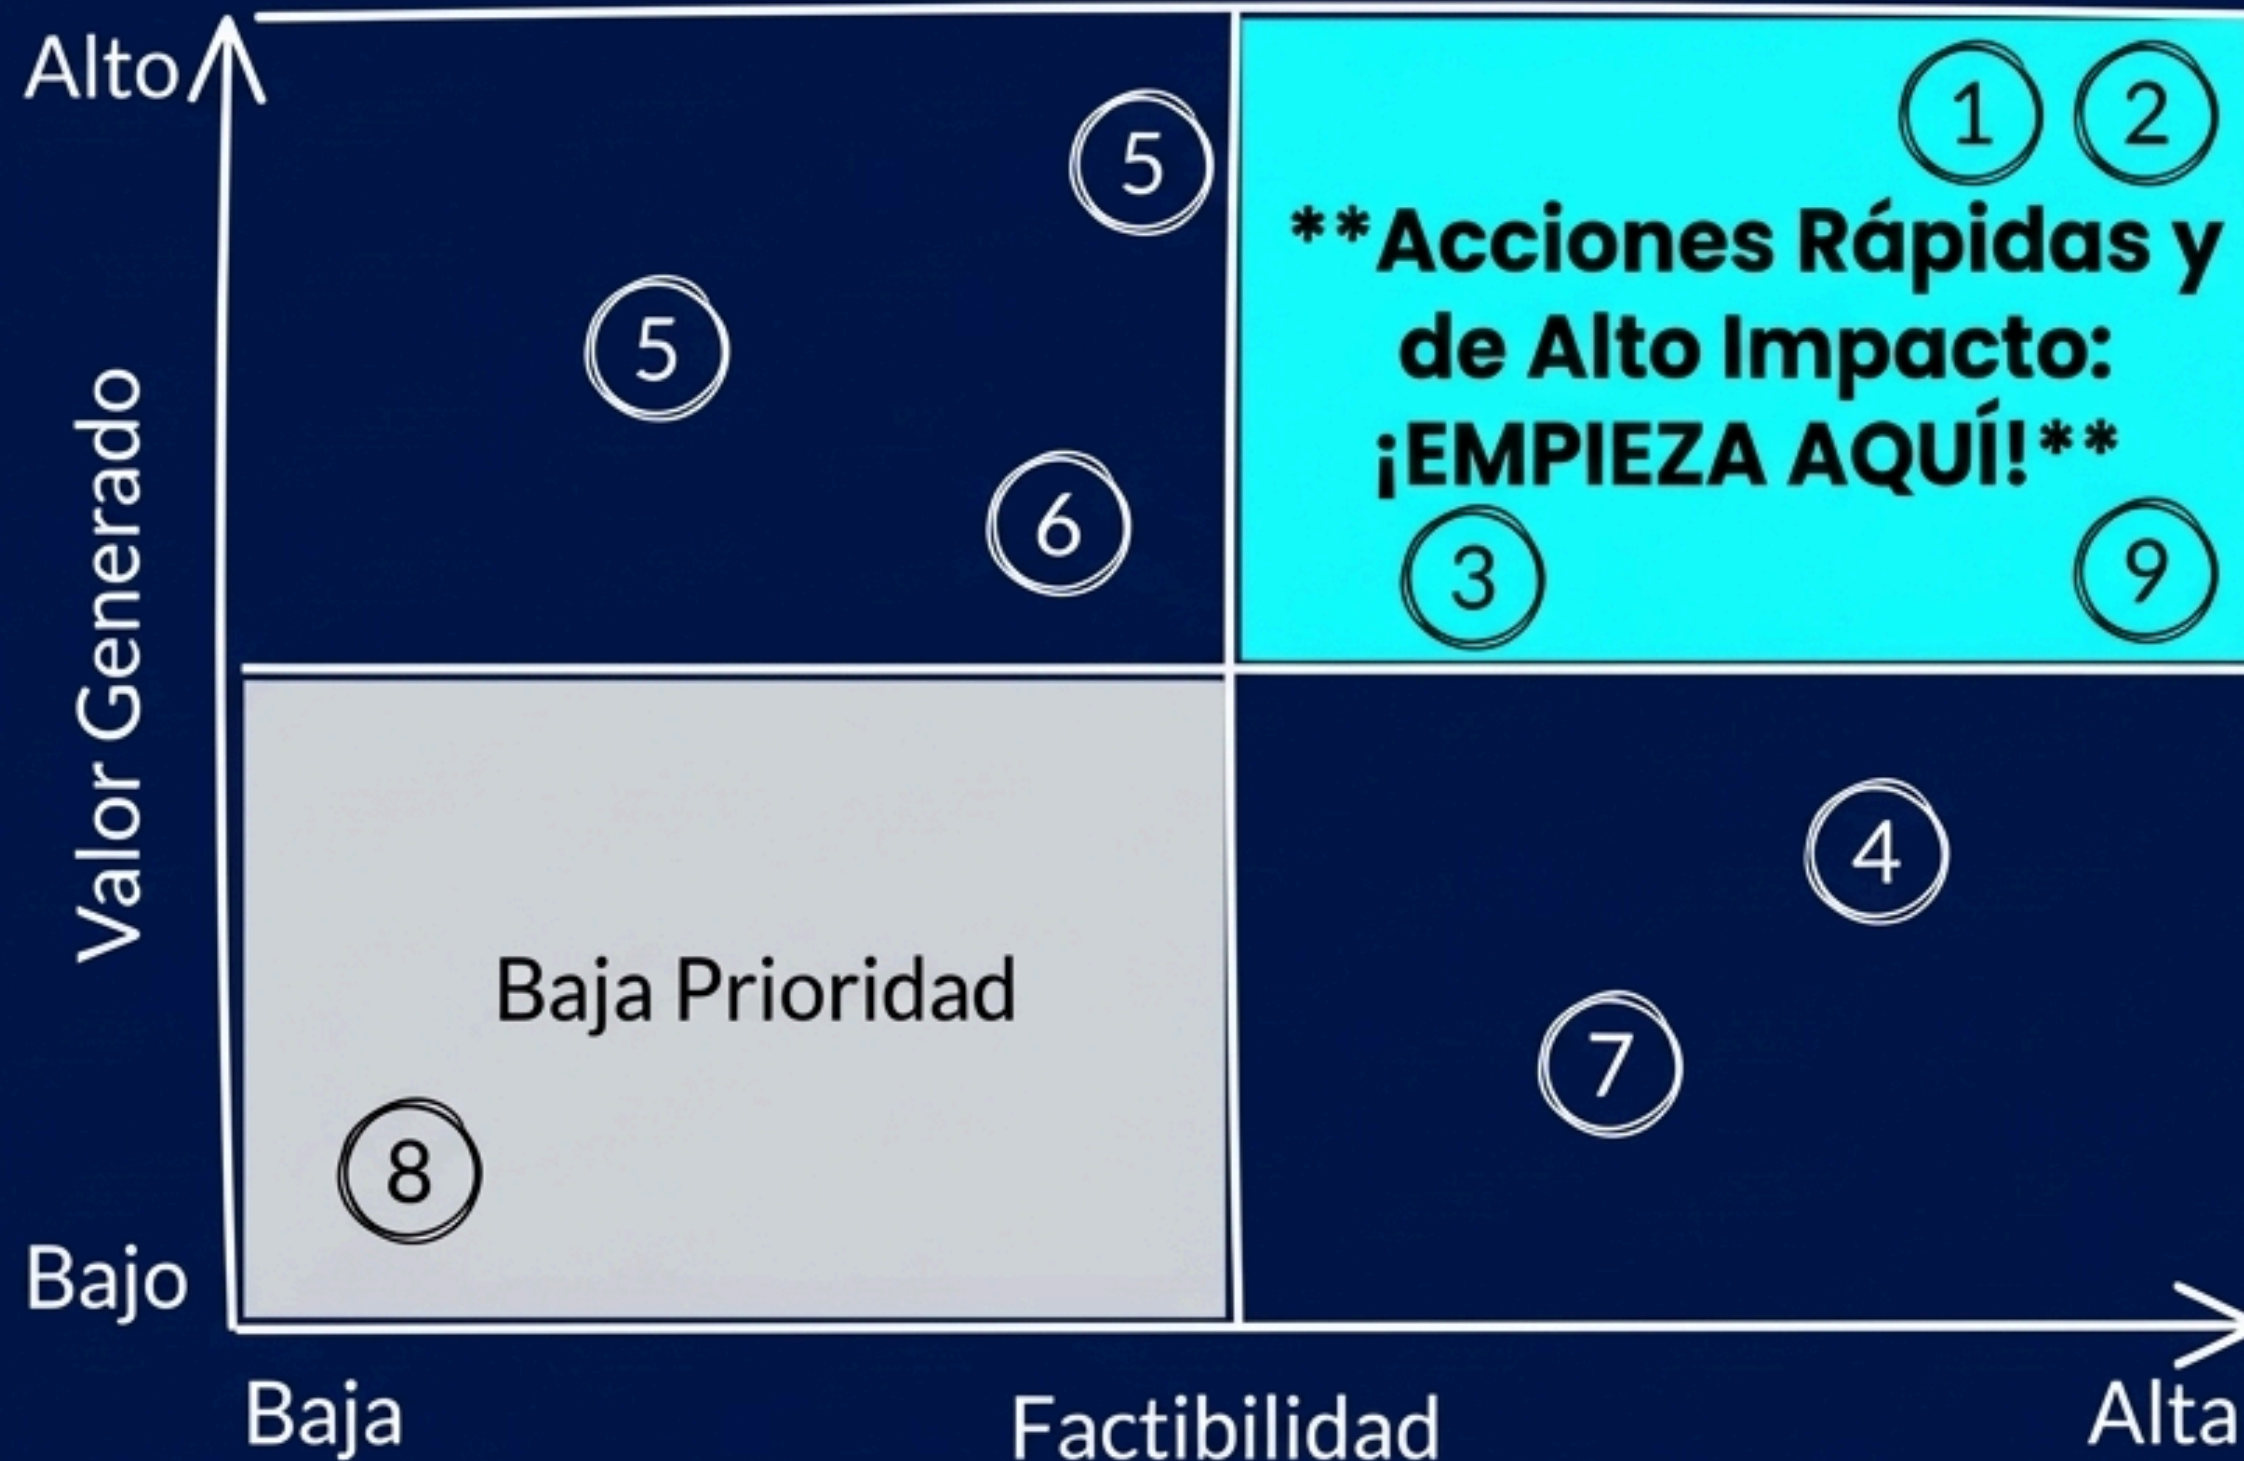 Alto
5
1
2
**Acciones Rápidas y
de Alto Impacto:
¡EMPIEZA AQUÍ!**
5
6
3
9
Valor Generado
4
Baja Prioridad
7
8
Bajo
Baja
Factibilidad
Alta